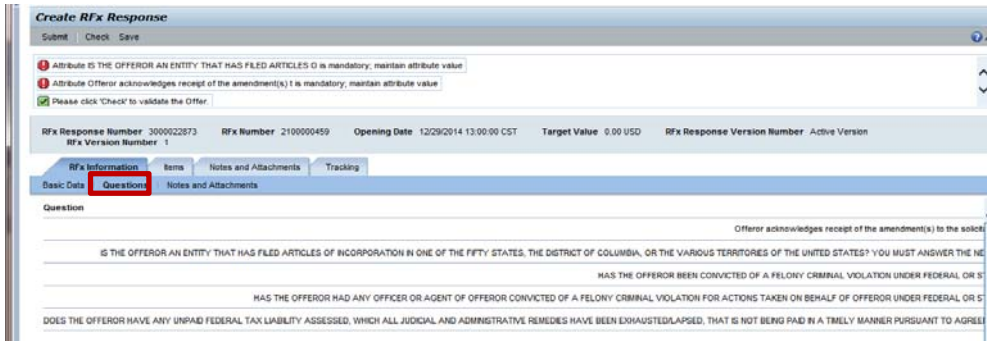 Create RFx Response
Submit Check Save
Attribute IS THE OFFEROR AN ENTITY THAT HAS FILED ARTICLES O is mandatory; maintain attribute value
Attribute Offeror acknowledges receipt of the amendment(s) t is mandatory; maintain attribute value
Please click 'Check' to validate the Offer.
RFx Response Number 3000022873 RFx Number 2100000459 Opening Date 12/29/2014 13:00:00 CST Target Value 0.00 USD RFx Response Version Number Active Version
RFx Version Number 1
RFx Information Items Notes and Attachments Tracking
Basic Data Questions Notes and Attachments
Question
Offeror acknowledges receipt of the amendment(s) to the solicit
IS THE OFFEROR AN ENTITY THAT HAS FILED ARTICLES OF INCORPORATION IN ONE OF THE FIFTY STATES, THE DISTRICT OF COLUMBIA, OR THE VARIOUS TERRITORIES OF THE UNITED STATES? YOU MUST ANSWER THE NE
HAS THE OFFEROR BEEN CONVICTED OF A FELONY CRIMINAL VIOLATION UNDER FEDERAL OR S
HAS THE OFFEROR HAD ANY OFFICER OR AGENT OF OFFEROR CONVICTED OF A FELONY CRIMINAL VIOLATION FOR ACTIONS TAKEN ON BEHALF OF OFFEROR UNDER FEDERAL OR S
DOES THE OFFEROR HAVE ANY UNPAID FEDERAL TAX LIABILITY ASSESSED, WHICH ALL JUDICIAL AND ADMINISTRATIVE REMEDIES HAVE BEEN EXHAUSTED/LAPSED, THAT IS NOT BEING PAID IN A TIMELY MANNER PURSUANT TO AGREE